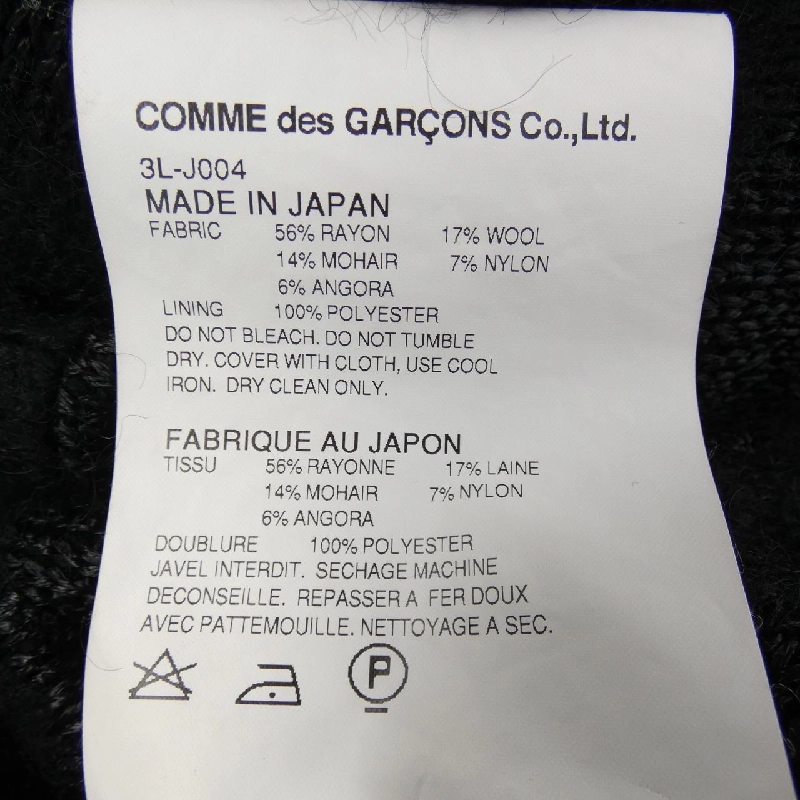 COMME des GARÇONS Co.,Ltd.
3L-J004
MADE IN JAPAN
FABRIC 56% RAYON 17% WOOL
14% MOHAIR 7% NYLON
6% ANGORA
LINING 100% POLYESTER
DO NOT BLEACH. DO NOT TUMBLE
DRY. COVER WITH CLOTH, USE COOL
IRON. DRY CLEAN ONLY.
FABRIQUE AU JAPON
TISSU 56% RAYONNE 17% LAINE
14% MOHAIR 7% NYLON
6% ANGORA
DOUBLURE 100% POLYESTER
JAVEL INTERDIT. SECHAGE MACHINE
DECONSEILLE. REPASSER A FER DOUX
AVEC PATTEMOUILLE. NETTOYAGE A SEC.
P